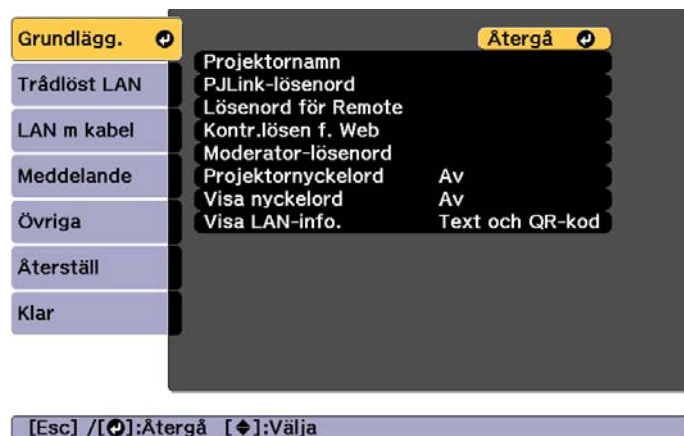 Grundlägg.
Återgå
Projektornamn
Trådlöst LAN
PJLink-lösenord
Lösenord för Remote
LAN m kabel
Kontr.lösen f. Web
Moderator-lösenord
Meddelande
Projektornyckelord Av
Visa nyckelord Av
Övriga
Visa LAN-info. Text och QR-kod
Återställ
Klar
[Esc] /[ ]:Återgå [ ]:Välja